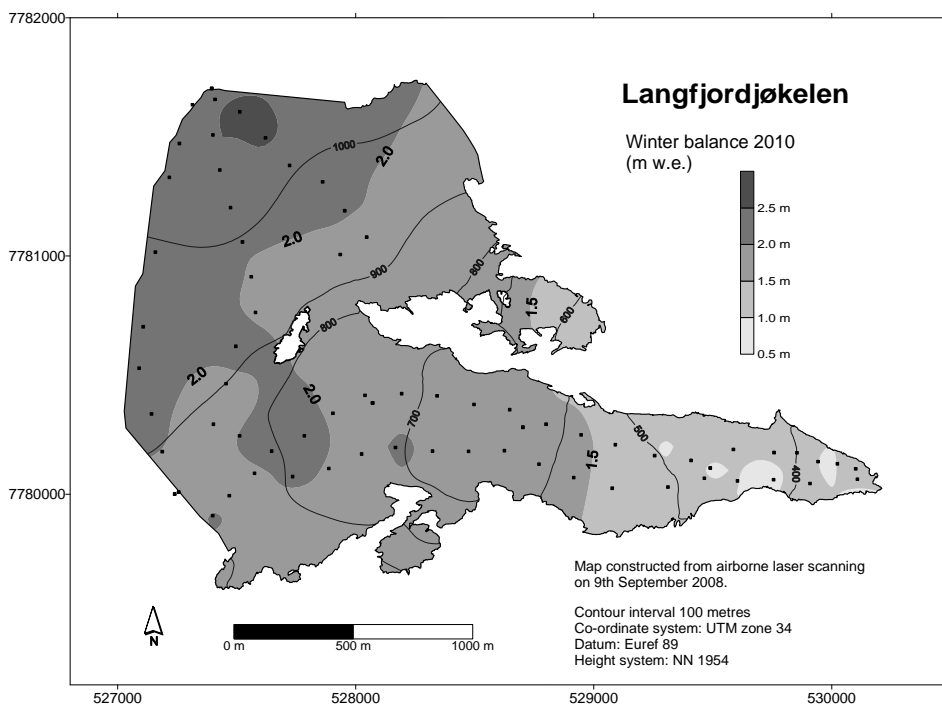 7782000
Langfjordjøkelen
Winter balance 2010
(m w.e.)
1000
2.0
2.5 m
2.0
2.0 m
7781000
900
800
1.5 m
1.5
600
800
1.0 m
0.5 m
2.0
2.0
700
500
1.5
400
7780000
Map constructed from airborne laser scanning
on 9th September 2008.
Contour interval 100 metres
Co-ordinate system: UTM zone 34
Datum: Euref 89
Height system: NN 1954
N
0 m 500 m 1000 m
527000 528000 529000 530000